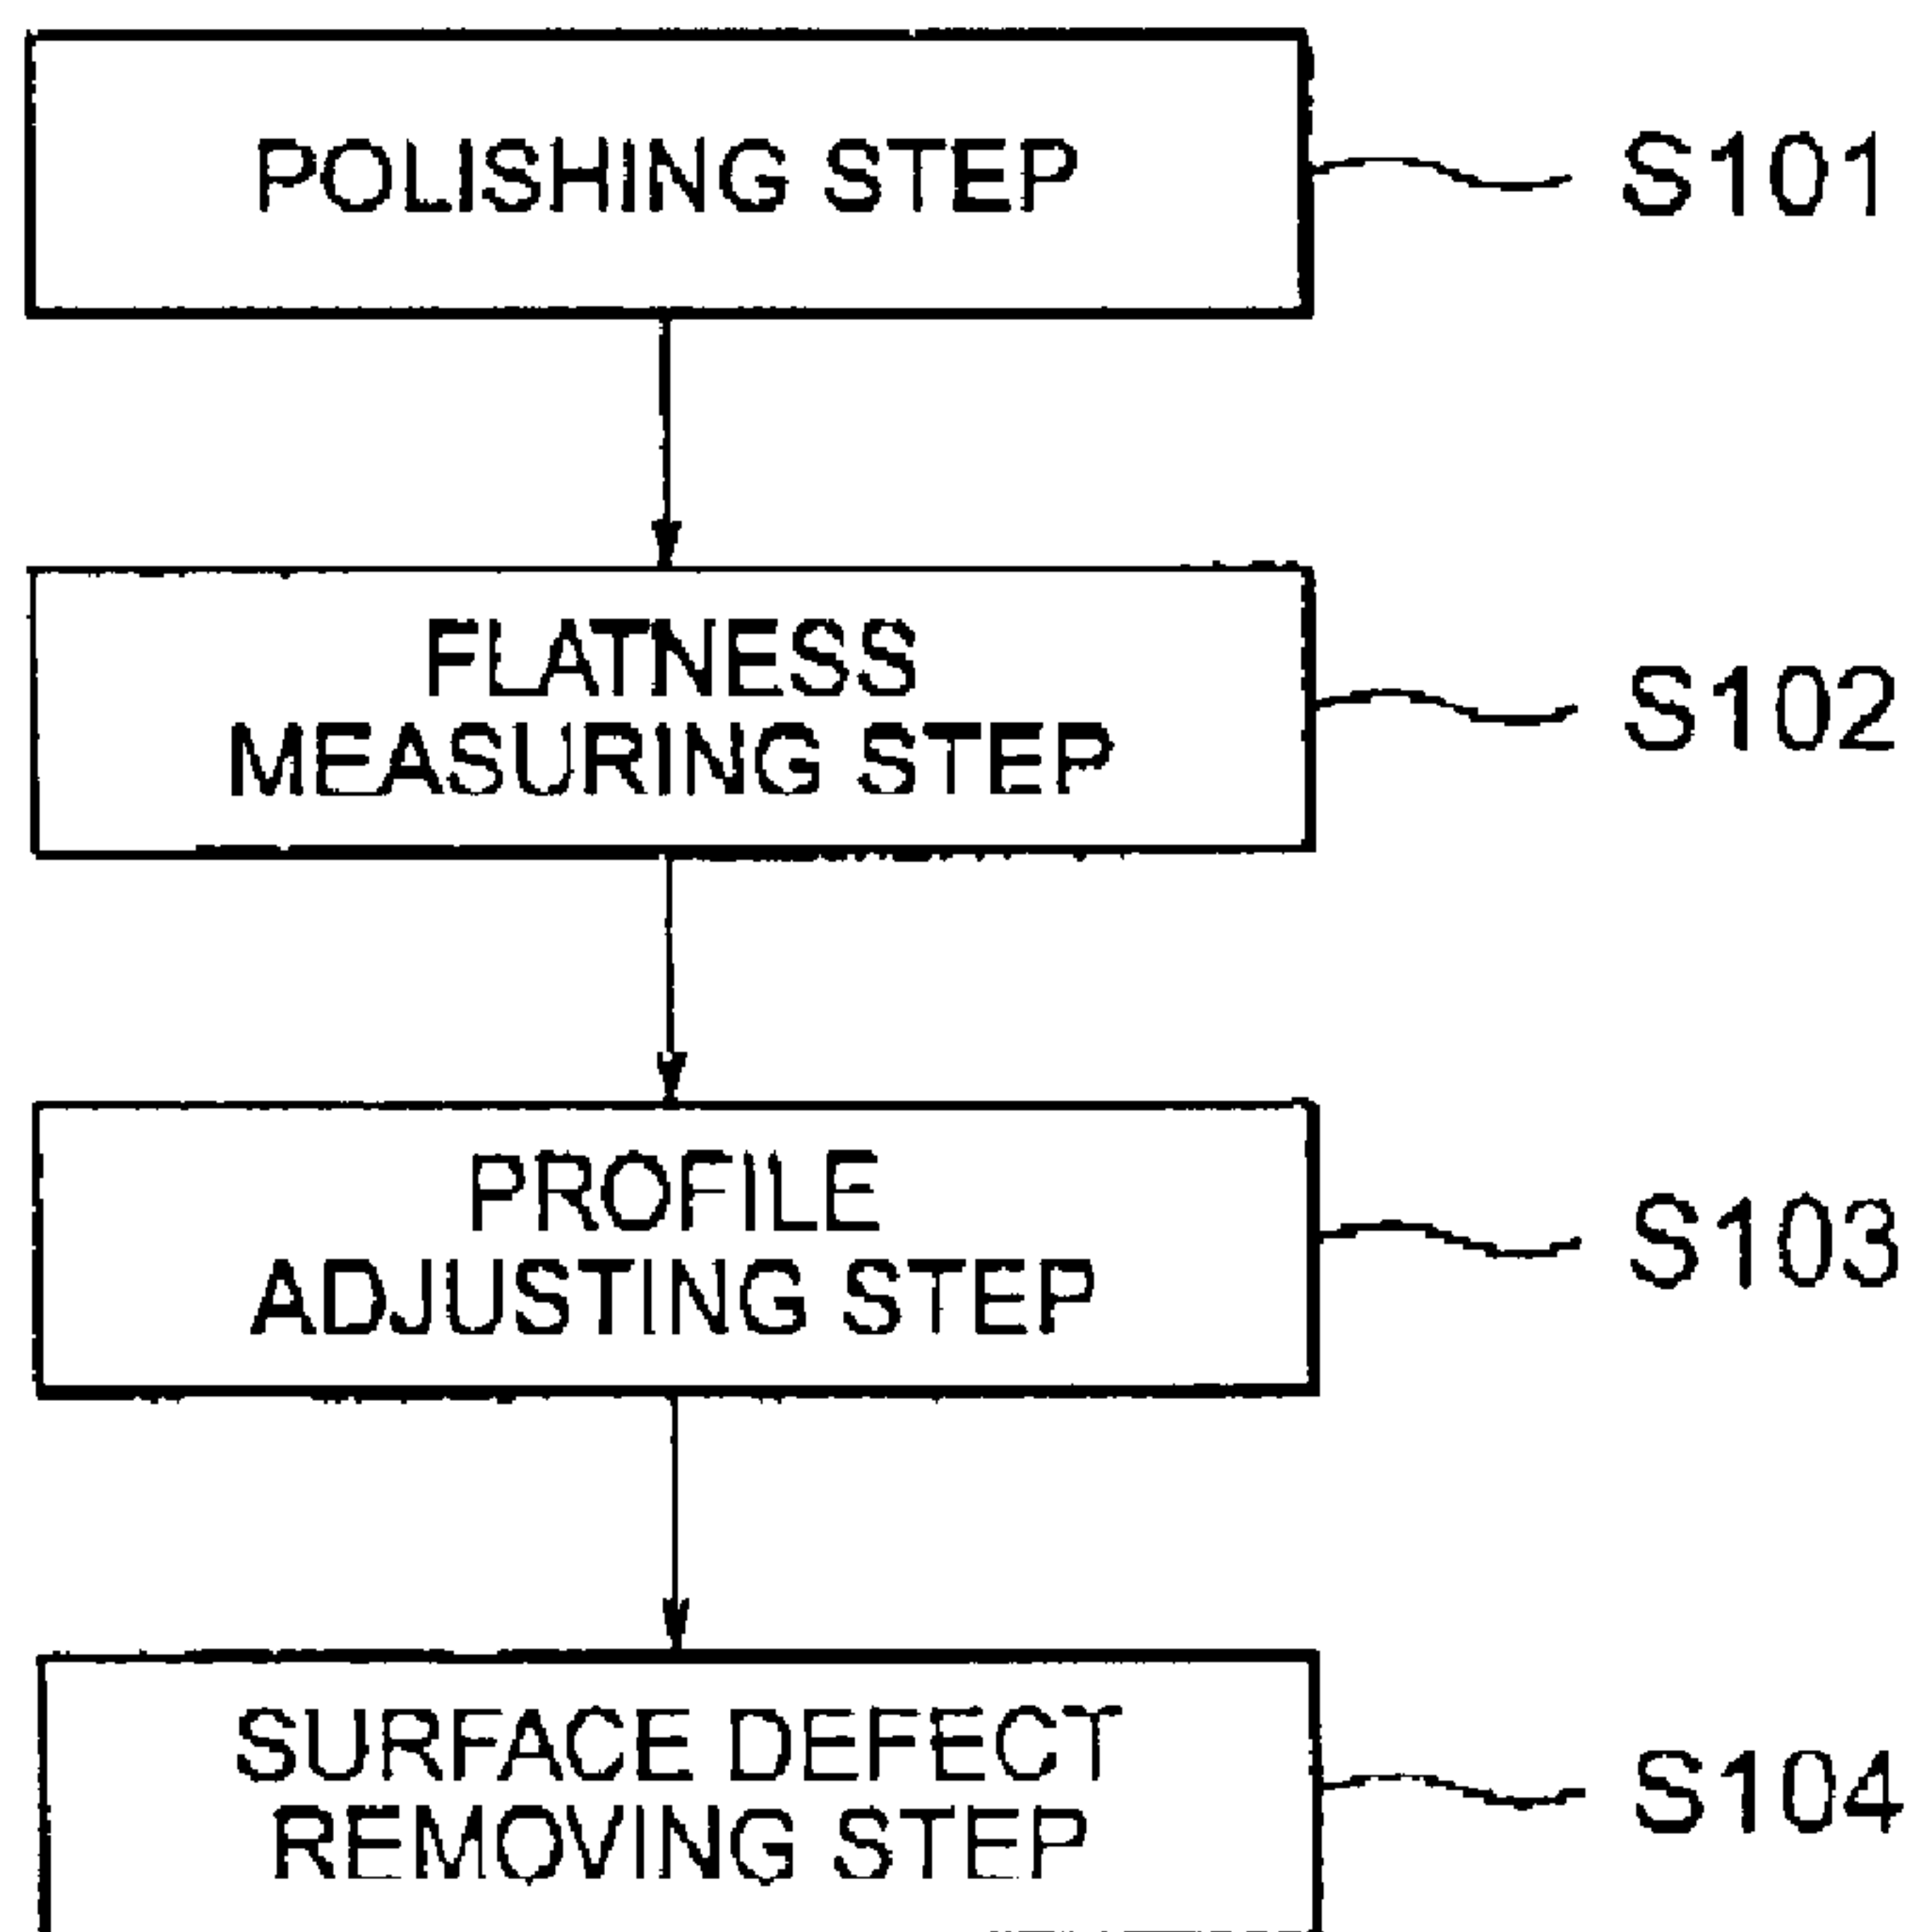 POLISHING STEP
S101
FLATNESS
MEASURING STEP
S102
PROFILE
ADJUSTING STEP
S103
SURFACE DEFECT
REMOVING STEP
S104